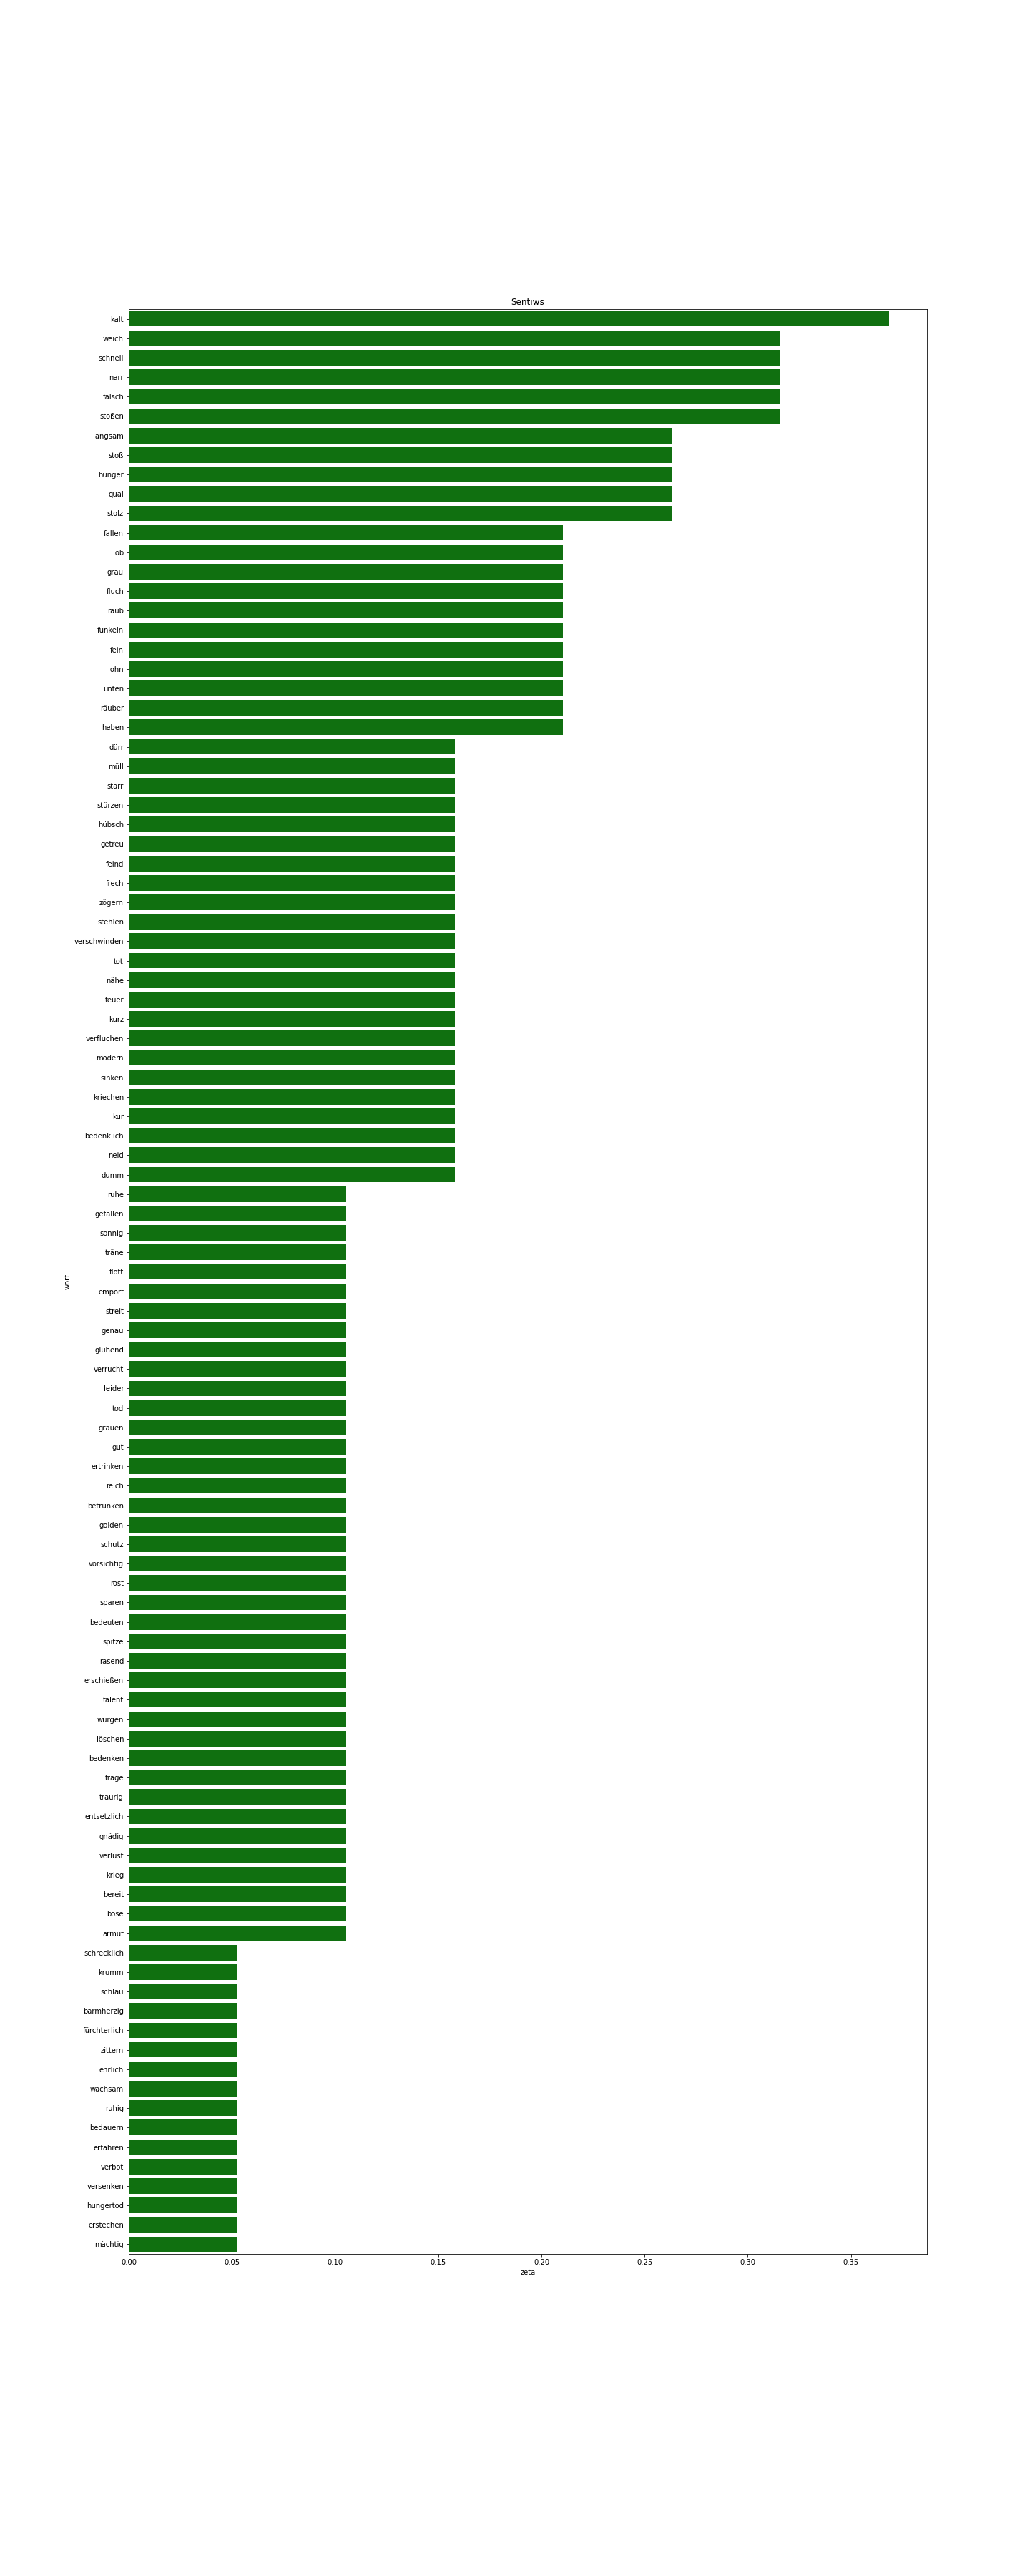 Sentiws
kalt
weich
schnell
narr
falsch
stoßen
langsam
stoß
hunger
qual
stolz
fallen
lob
grau
fluch
raub
funkeln
fein
lohn
unten
räuber
heben
dürr
müll
starr
stürzen
hübsch
getreu
feind
frech
zögern
stehlen
verschwinden
tot
nähe
teuer
kurz
verfluchen
modern
sinken
kriechen
kur
bedenklich
neid
dumm
ruhe
gefallen
sonnig
träne
flott
empört
streit
genau
glühend
verrucht
leider
tod
grauen
gut
ertrinken
reich
betrunken
golden
schutz
vorsichtig
rost
sparen
bedeuten
spitze
rasend
erschießen
talent
würgen
löschen
bedenken
träge
traurig
entsetzlich
gnädig
verlust
krieg
bereit
böse
armut
schrecklich
krumm
schlau
barmherzig
fürchterlich
zittern
ehrlich
wachsam
ruhig
bedauern
erfahren
verbot
versenken
hungertod
erstechen
mächtig
wort
0.00 0.05 0.10 0.15 0.20 0.25 0.30 0.35
zeta